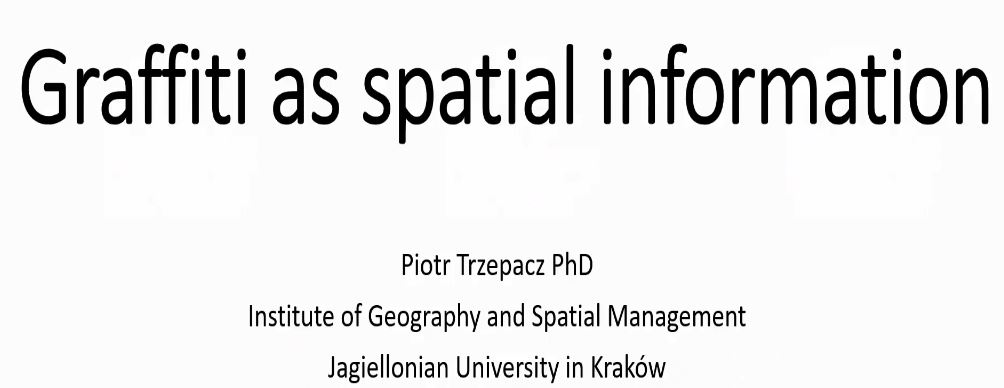 Graffiti as spatial information
Piotr Trzepacz PhD
Institute of Geography and Spatial Management
Jagiellonian University in Kraków